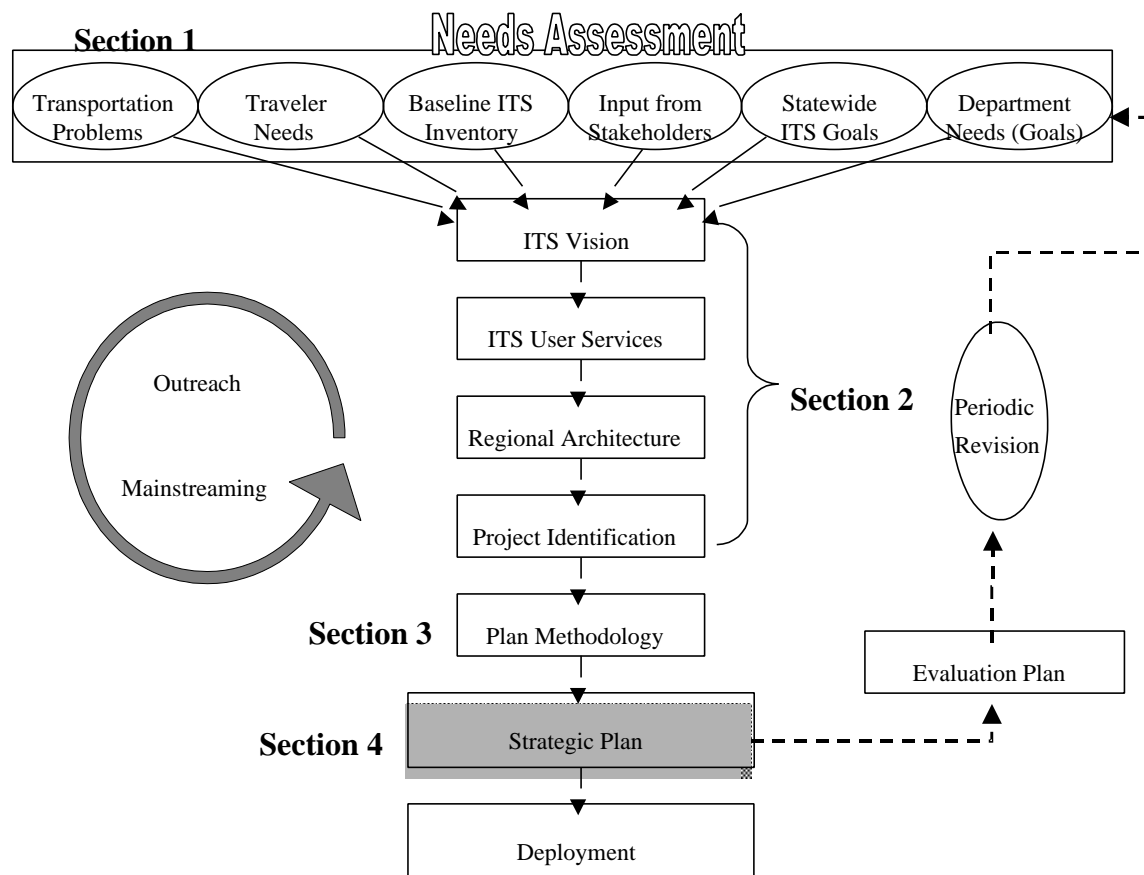 Needs Assessment
Section 1
Transportation
Problems
Traveler
Needs
Baseline ITS
Inventory
Input from
Stakeholders
Statewide
ITS Goals
Department
Needs (Goals)
ITS Vision
ITS User Services
Regional Architecture
Project Identification
Section 2
Outreach
Mainstreaming
Periodic
Revision
Section 3
Plan Methodology
Evaluation Plan
Section 4
Strategic Plan
Deployment